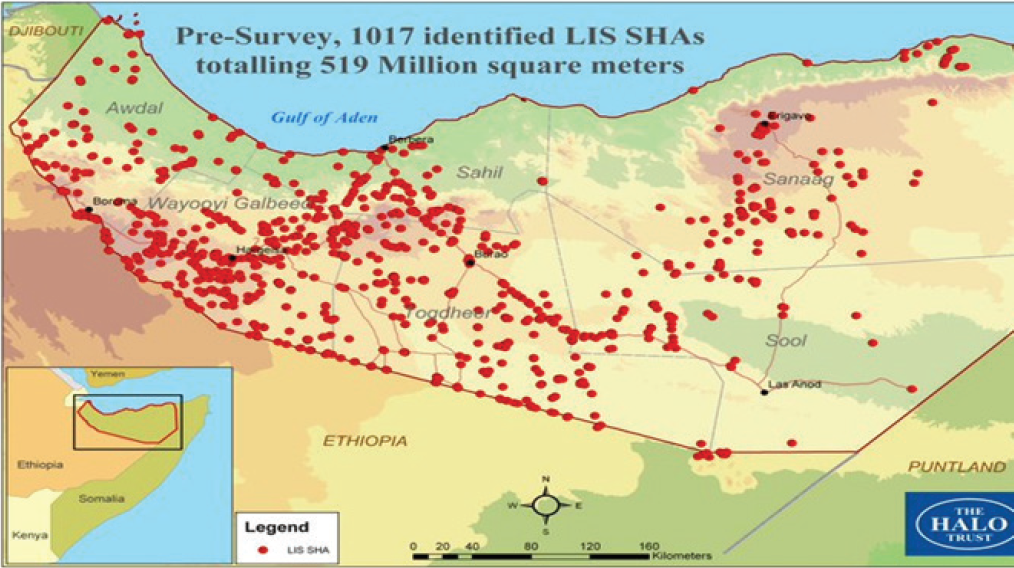 DJIBOUTI
Pre-Survey, 1017 identified LIS SHAs
totalling 519 Million square meters
Awdal
Gulf of Aden
Berbera
Erigavo
Sahil
Sanaag
Borama
Wayooyi Galbeed
Hargeisa
Burao
Togdheer
Sool
Las Anod
ETHIOPIA
PUNTLAND
Yemen
Ethiopia
Somalia
Kenya
Legend
LIS SHA
N
W E
S
0 20 40 80 120 160
Kilometers
THE
HALO
TRUST